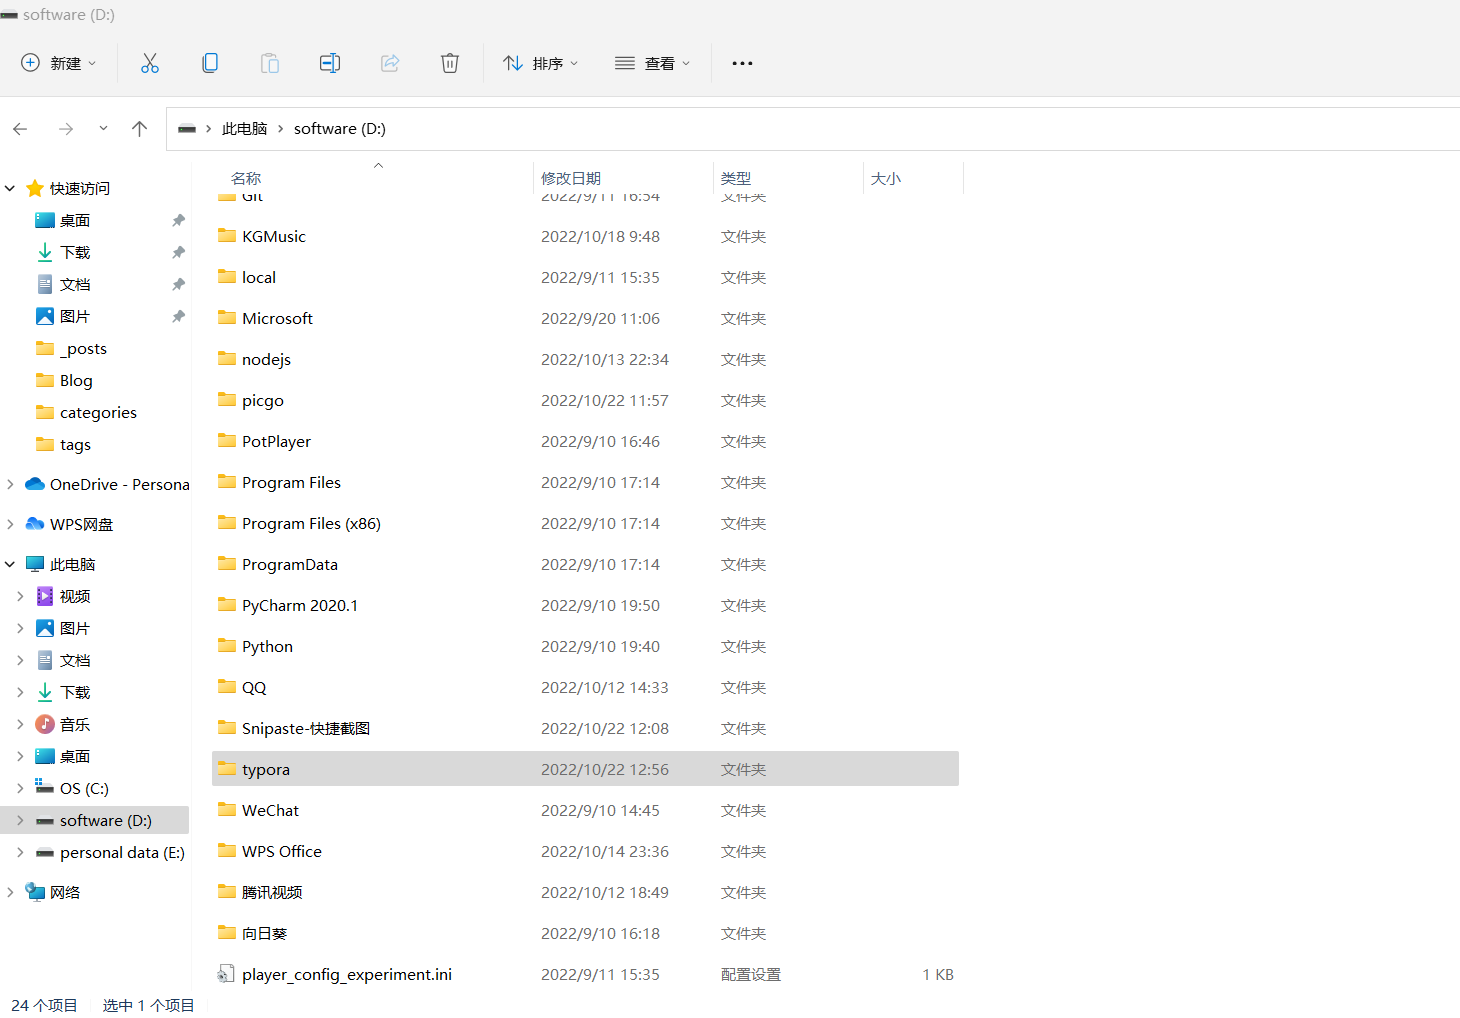 software (D:)
新建
排序
查看
此电脑
software (D:)
名称
修改日期
类型
大小
快速访问
桌面
下载
文档
图片
_posts
Blog
categories
tags
OneDrive - Persona
WPS网盘
此电脑
视频
图片
文档
下载
音乐
桌面
OS (C:)
software (D:)
personal data (E:)
网络
Git 2022/9/11 16:54 文件夹
KGMusic 2022/10/18 9:48 文件夹
local 2022/9/11 15:35 文件夹
Microsoft 2022/9/20 11:06 文件夹
nodejs 2022/10/13 22:34 文件夹
picgo 2022/10/22 11:57 文件夹
PotPlayer 2022/9/10 16:46 文件夹
Program Files 2022/9/10 17:14 文件夹
Program Files (x86) 2022/9/10 17:14 文件夹
ProgramData 2022/9/10 17:14 文件夹
PyCharm 2020.1 2022/9/10 19:50 文件夹
Python 2022/9/10 19:40 文件夹
QQ 2022/10/12 14:33 文件夹
Snipaste-快捷截图 2022/10/22 12:08 文件夹
typora 2022/10/22 12:56 文件夹
WeChat 2022/9/10 14:45 文件夹
WPS Office 2022/10/14 23:36 文件夹
腾讯视频 2022/10/12 18:49 文件夹
向日葵 2022/9/10 16:18 文件夹
player_config_experiment.ini 2022/9/11 15:35 配置设置 1 KB
24 个项目 选中 1 个项目